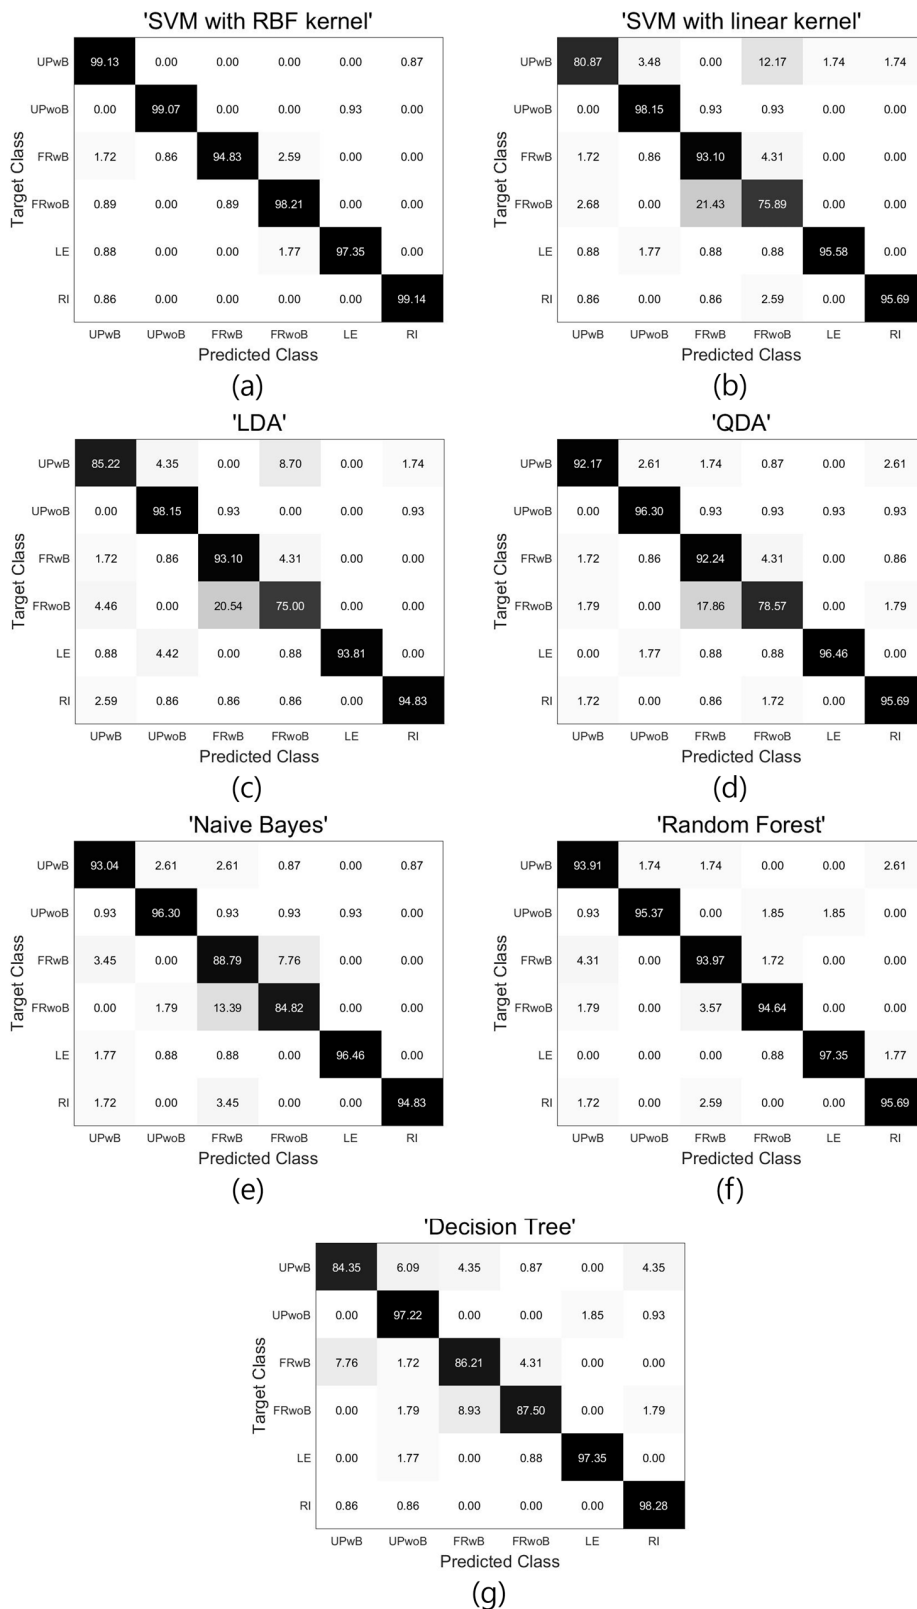 'SVM with RBF kernel'
UPwB 99.13 0.00 0.00 0.00 0.00 0.87
UPwoB 0.00 99.07 0.00 0.00 0.93 0.00
FRwB 1.72 0.86 94.83 2.59 0.00 0.00
FRwoB 0.89 0.00 0.89 98.21 0.00 0.00
LE 0.88 0.00 0.00 1.77 97.35 0.00
RI 0.86 0.00 0.00 0.00 0.00 99.14
UPwB UPwoB FRwB FRwoB LE RI
Target Class
Predicted Class
(a)
'SVM with linear kernel'
UPwB 80.87 3.48 0.00 12.17 1.74 1.74
UPwoB 0.00 98.15 0.93 0.93 0.00 0.00
FRwB 1.72 0.86 93.10 4.31 0.00 0.00
FRwoB 2.68 0.00 21.43 75.89 0.00 0.00
LE 0.88 1.77 0.88 0.88 95.58 0.00
RI 0.86 0.00 0.86 2.59 0.00 95.69
UPwB UPwoB FRwB FRwoB LE RI
Target Class
Predicted Class
(b)
'LDA'
UPwB 85.22 4.35 0.00 8.70 0.00 1.74
UPwoB 0.00 98.15 0.93 0.00 0.00 0.93
FRwB 1.72 0.86 93.10 4.31 0.00 0.00
FRwoB 4.46 0.00 20.54 75.00 0.00 0.00
LE 0.88 4.42 0.00 0.88 93.81 0.00
RI 2.59 0.86 0.86 0.86 0.00 94.83
UPwB UPwoB FRwB FRwoB LE RI
Target Class
Predicted Class
(c)
'QDA'
UPwB 92.17 2.61 1.74 0.87 0.00 2.61
UPwoB 0.00 96.30 0.93 0.93 0.93 0.93
FRwB 1.72 0.86 92.24 4.31 0.00 0.86
FRwoB 1.79 0.00 17.86 78.57 0.00 1.79
LE 0.00 1.77 0.88 0.88 96.46 0.00
RI 1.72 0.00 0.86 1.72 0.00 95.69
UPwB UPwoB FRwB FRwoB LE RI
Target Class
Predicted Class
(d)
'Naive Bayes'
UPwB 93.04 2.61 2.61 0.87 0.00 0.87
UPwoB 0.93 96.30 0.93 0.93 0.93 0.00
FRwB 3.45 0.00 88.79 7.76 0.00 0.00
FRwoB 0.00 1.79 13.39 84.82 0.00 0.00
LE 1.77 0.88 0.88 0.00 96.46 0.00
RI 1.72 0.00 3.45 0.00 0.00 94.83
UPwB UPwoB FRwB FRwoB LE RI
Target Class
Predicted Class
(e)
'Random Forest'
UPwB 93.91 1.74 1.74 0.00 0.00 2.61
UPwoB 0.93 95.37 0.00 1.85 1.85 0.00
FRwB 4.31 0.00 93.97 1.72 0.00 0.00
FRwoB 1.79 0.00 3.57 94.64 0.00 0.00
LE 0.00 0.00 0.00 0.88 97.35 1.77
RI 1.72 0.00 2.59 0.00 0.00 95.69
UPwB UPwoB FRwB FRwoB LE RI
Target Class
Predicted Class
(f)
'Decision Tree'
UPwB 84.35 6.09 4.35 0.87 0.00 4.35
UPwoB 0.00 97.22 0.00 0.00 1.85 0.93
FRwB 7.76 1.72 86.21 4.31 0.00 0.00
FRwoB 0.00 1.79 8.93 87.50 0.00 1.79
LE 0.00 1.77 0.00 0.88 97.35 0.00
RI 0.86 0.86 0.00 0.00 0.00 98.28
UPwB UPwoB FRwB FRwoB LE RI
Target Class
Predicted Class
(g)